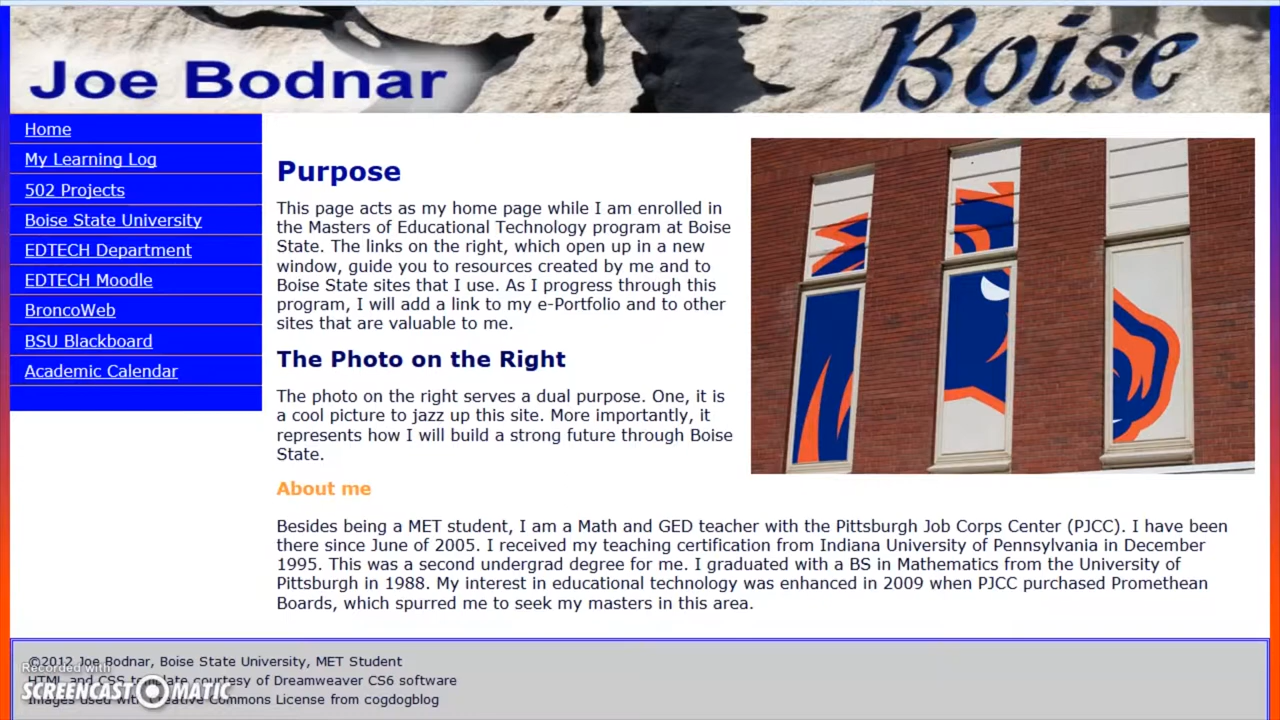 Joe Bodnar
Boise
Home
My Learning Log
502 Projects
Boise State University
EDTECH Department
EDTECH Moodle
BroncoWeb
BSU Blackboard
Academic Calendar
Purpose
This page acts as my home page while I am enrolled in
the Masters of Educational Technology program at Boise
State. The links on the right, which open up in a new
window, guide you to resources created by me and to
Boise State sites that I use. As I progress through this
program, I will add a link to my e-Portfolio and to other
sites that are valuable to me.
The Photo on the Right
The photo on the right serves a dual purpose. One, it is
a cool picture to jazz up this site. More importantly, it
represents how I will build a strong future through Boise
State.
About me
Besides being a MET student, I am a Math and GED teacher with the Pittsburgh Job Corps Center (PJCC). I have been
there since June of 2005. I received my teaching certification from Indiana University of Pennsylvania in December
1995. This was a second undergrad degree for me. I graduated with a BS in Mathematics from the University of
Pittsburgh in 1988. My interest in educational technology was enhanced in 2009 when PJCC purchased Promethean
Boards, which spurred me to seek my masters in this area.
©2012 Joe Bodnar, Boise State University, MET Student
HTML and CSS template courtesy of Dreamweaver CS6 software
Images used with Creative Commons License from cogdogblog
Recorded with
SCREENCAST-O-MATIC